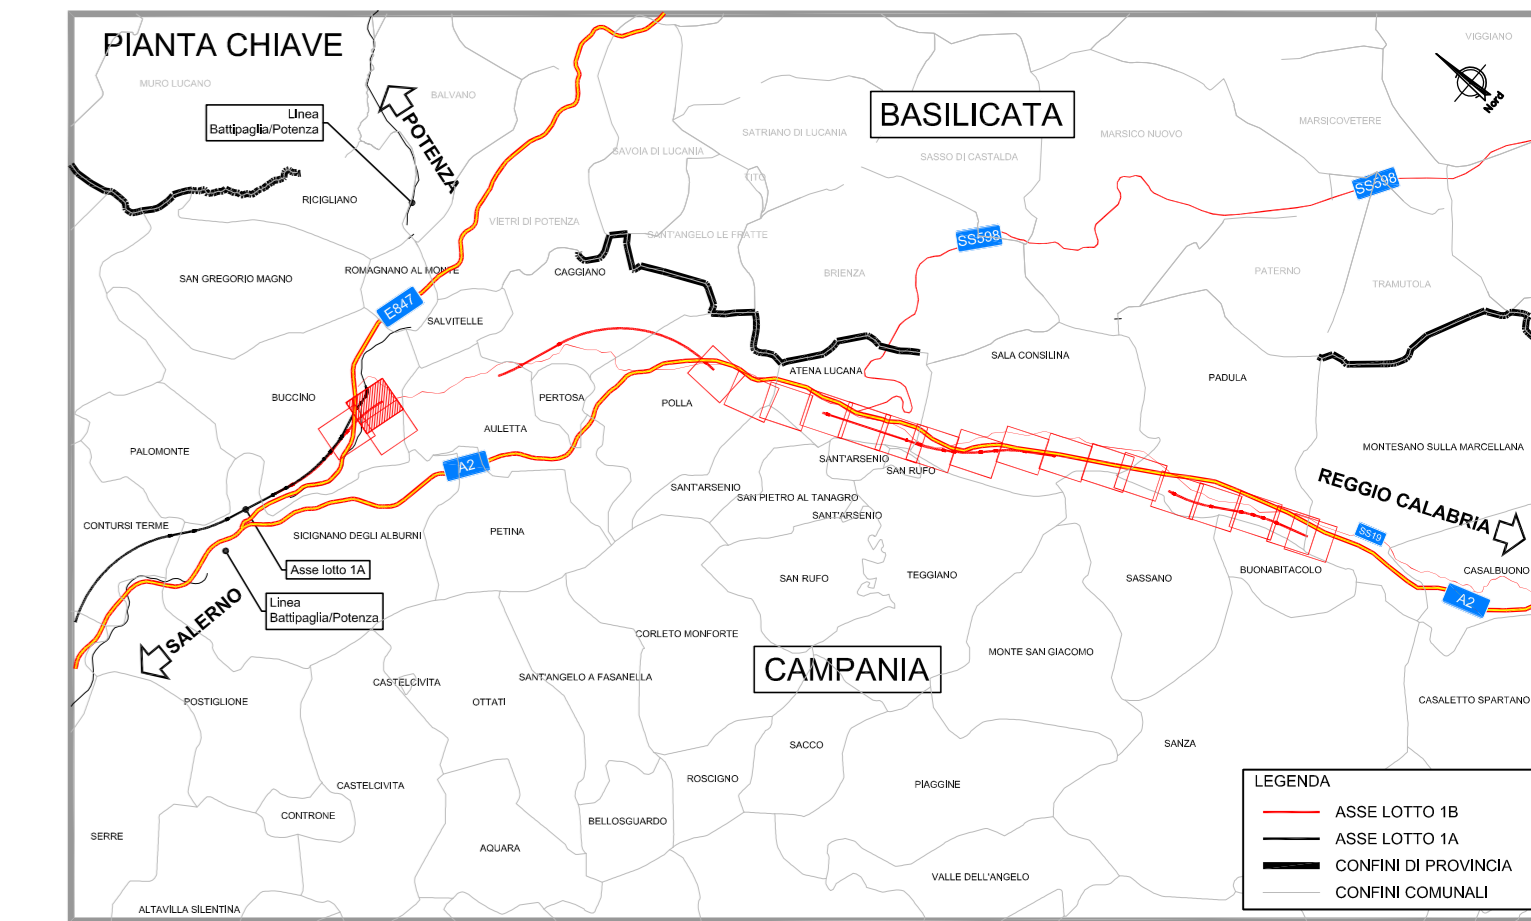 PIANTA CHIAVE
VIGGIANO
MURO LUCANO
BALVANO
Nord
Linea
Battipaglia/Potenza
POTENZA
BASILICATA
SATRIANO DI LUCANIA
MARSICO NUOVO
MARSICOVETERE
SAVOIA DI LUCANIA
SASSO DI CASTALDA
TITO
SS598
RICIGLIANO
VIETRI DI POTENZA
SANT'ANGELO LE FRATTE
SS598
SAN GREGORIO MAGNO
ROMAGNANO AL MONTE
CAGGIANO
BRIENZA
PATERNO
TRAMUTOLA
E847
SALVITELLE
SALA CONSILINA
ATENA LUCANA
PADULA
BUCCINO
PERTOSA
POLLA
AULETTA
PALOMONTE
MONTESANO SULLA MARCELLANA
A2
SANT'ARSENIO
SAN RUFO
SANT'ARSENIO
SAN PIETRO AL TANAGRO
SANT'ARSENIO
REGGIO CALABRiA
CONTURSI TERME
SICIGNANO DEGLI ALBURNI
PETINA
SS19
Asse lotto 1A
SAN RUFO
TEGGIANO
SASSANO
BUONABITACOLO
CASALBUONO
A2
Linea
Battipaglia/Potenza
SALERNO
CORLETO MONFORTE
CAMPANIA
MONTE SAN GIACOMO
CASTELCIVITA
SANT'ANGELO A FASANELLA
POSTIGLIONE
OTTATI
CASALETTO SPARTANO
SACCO
SANZA
CASTELCIVITA
ROSCIGNO
PIAGGINE
CONTRONE
BELLOSGUARDO
SERRE
AQUARA
VALLE DELL'ANGELO
ALTAVILLA SILENTINA
LEGENDA
ASSE LOTTO 1B
ASSE LOTTO 1A
CONFINI DI PROVINCIA
CONFINI COMUNALI